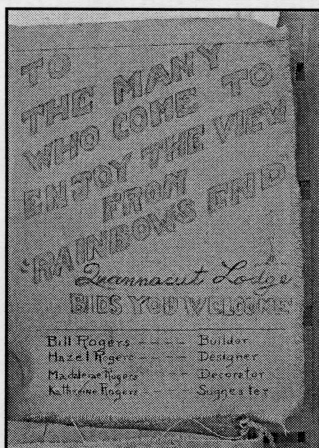 TO
THE MANY
WHO COME TO
ENJOY THE VIEW
FROM
'RAINBOWS END'
Quannacut Lodge
BIDS YOU WELCOME
Bill Rogers - - - - - Builder
Hazel Rogers - - - - Designer
Madalene Rogers - - - - Decorator
Katherine Rogers - - - - Suggester